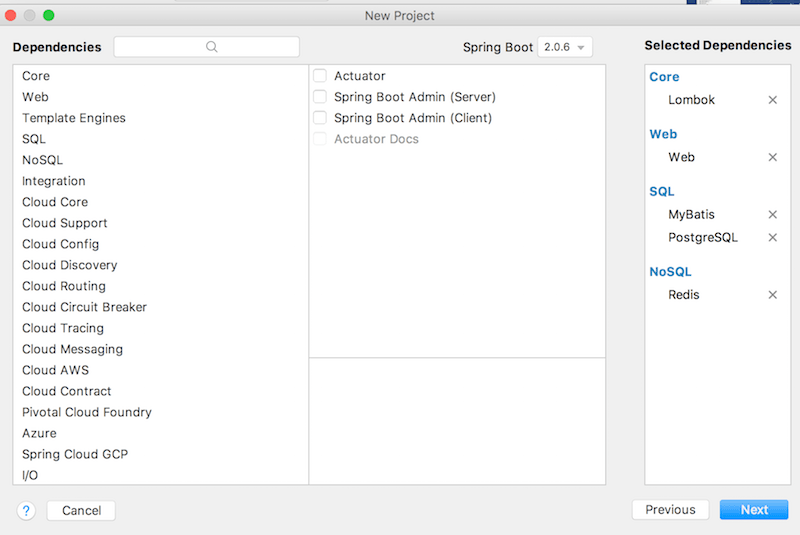 New Project
Dependencies
Spring Boot 2.0.6
Selected Dependencies
Core
Web
Template Engines
SQL
NoSQL
Integration
Cloud Core
Cloud Support
Cloud Config
Cloud Discovery
Cloud Routing
Cloud Circuit Breaker
Cloud Tracing
Cloud Messaging
Cloud AWS
Cloud Contract
Pivotal Cloud Foundry
Azure
Spring Cloud GCP
I/O
Actuator
Spring Boot Admin (Server)
Spring Boot Admin (Client)
Actuator Docs
Core
Lombok
Web
Web
SQL
MyBatis
PostgreSQL
NoSQL
Redis
? Cancel
Previous
Next